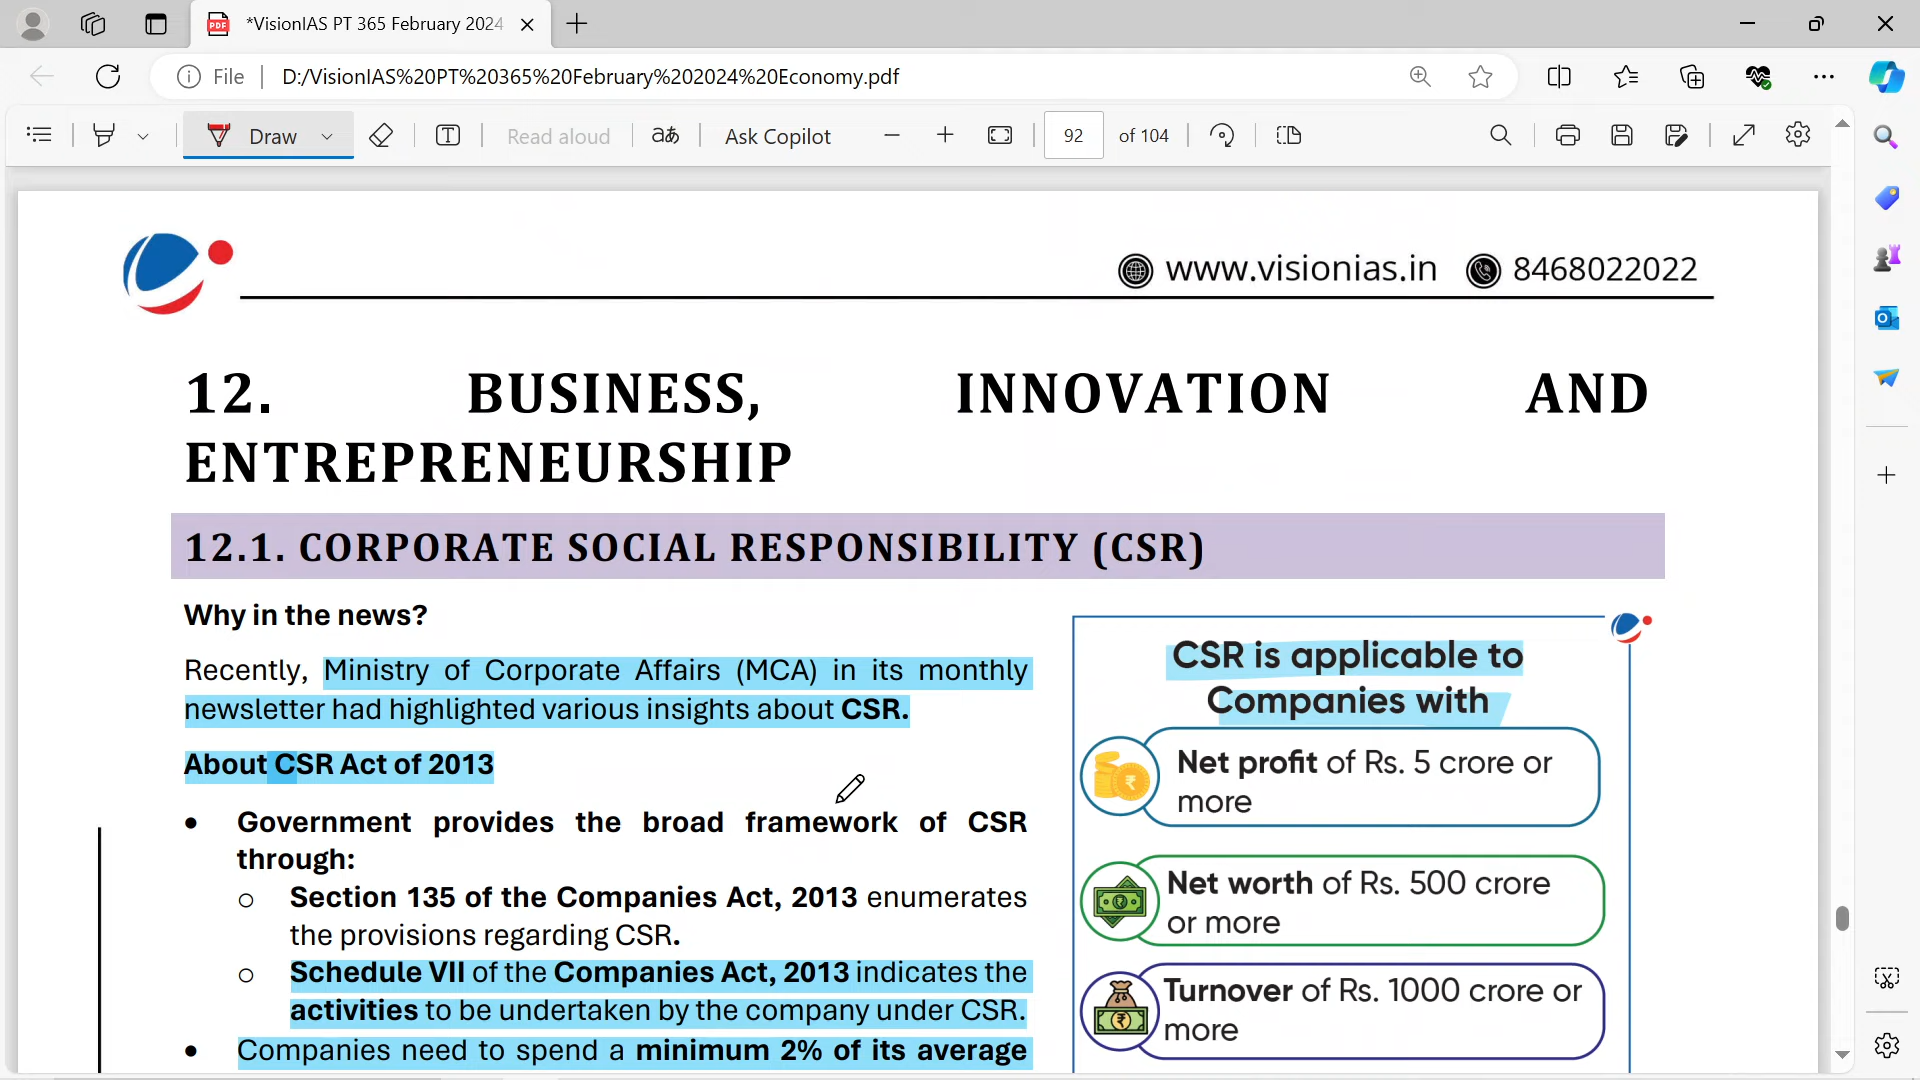 *VisionIAS PT 365 February 2024
File
D:/VisionIAS%20PT%20365%20February%202024%20Economy.pdf
Draw
Read aloud
aあ
Ask Copilot
92
of 104
www.visionias.in
8468022022
12. BUSINESS, INNOVATION AND
ENTREPRENEURSHIP
12.1. CORPORATE SOCIAL RESPONSIBILITY (CSR)
Why in the news?
Recently, Ministry of Corporate Affairs (MCA) in its monthly
newsletter had highlighted various insights about CSR.
About CSR Act of 2013
• Government provides the broad framework of CSR
through:
o Section 135 of the Companies Act, 2013 enumerates
the provisions regarding CSR.
o Schedule VII of the Companies Act, 2013 indicates the
activities to be undertaken by the company under CSR.
• Companies need to spend a minimum 2% of its average
CSR is applicable to
Companies with
Net profit of Rs. 5 crore or
more
Net worth of Rs. 500 crore
or more
Turnover of Rs. 1000 crore or
more